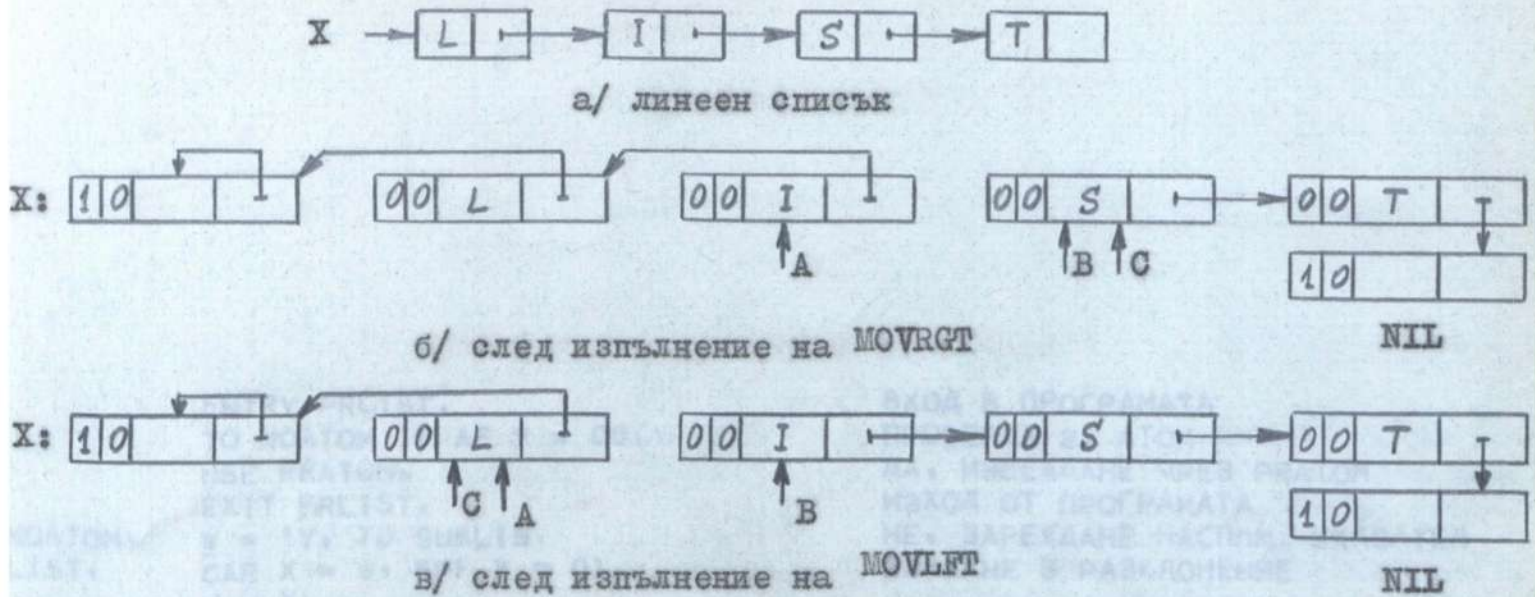 X L I S T
а/ линеен списък
X: 1 0 0 0 L 0 0 I 0 0 S 0 0 T
A B C 1 0
б/ след изпълнение на MOVRGT NIL
X: 1 0 0 0 L 0 0 I 0 0 S 0 0 T
C A B 1 0
в/ след изпълнение на MOVLFT NIL